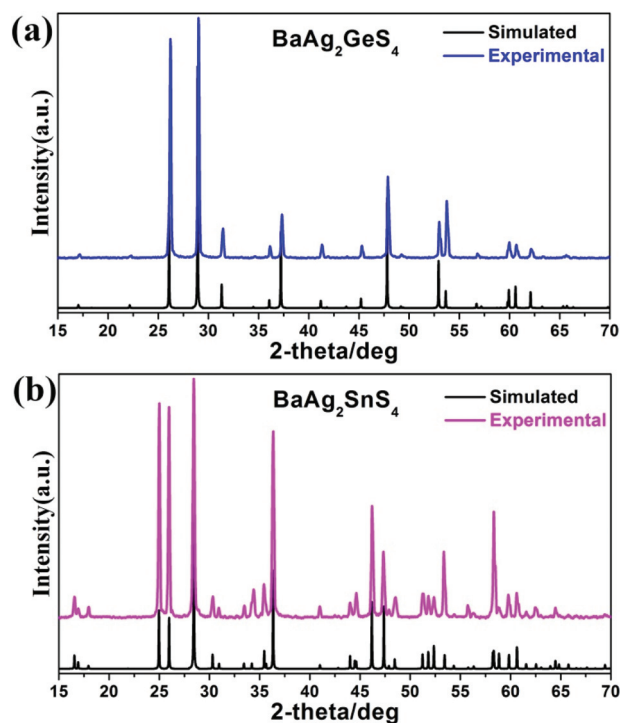 (a)
BaAg₂GeS₄
Simulated
Experimental
Intensity(a.u.)
15 20 25 30 35 40 45 50 55 60 65 70
2-theta/deg
(b)
BaAg₂SnS₄
Simulated
Experimental
Intensity(a.u.)
15 20 25 30 35 40 45 50 55 60 65 70
2-theta/deg